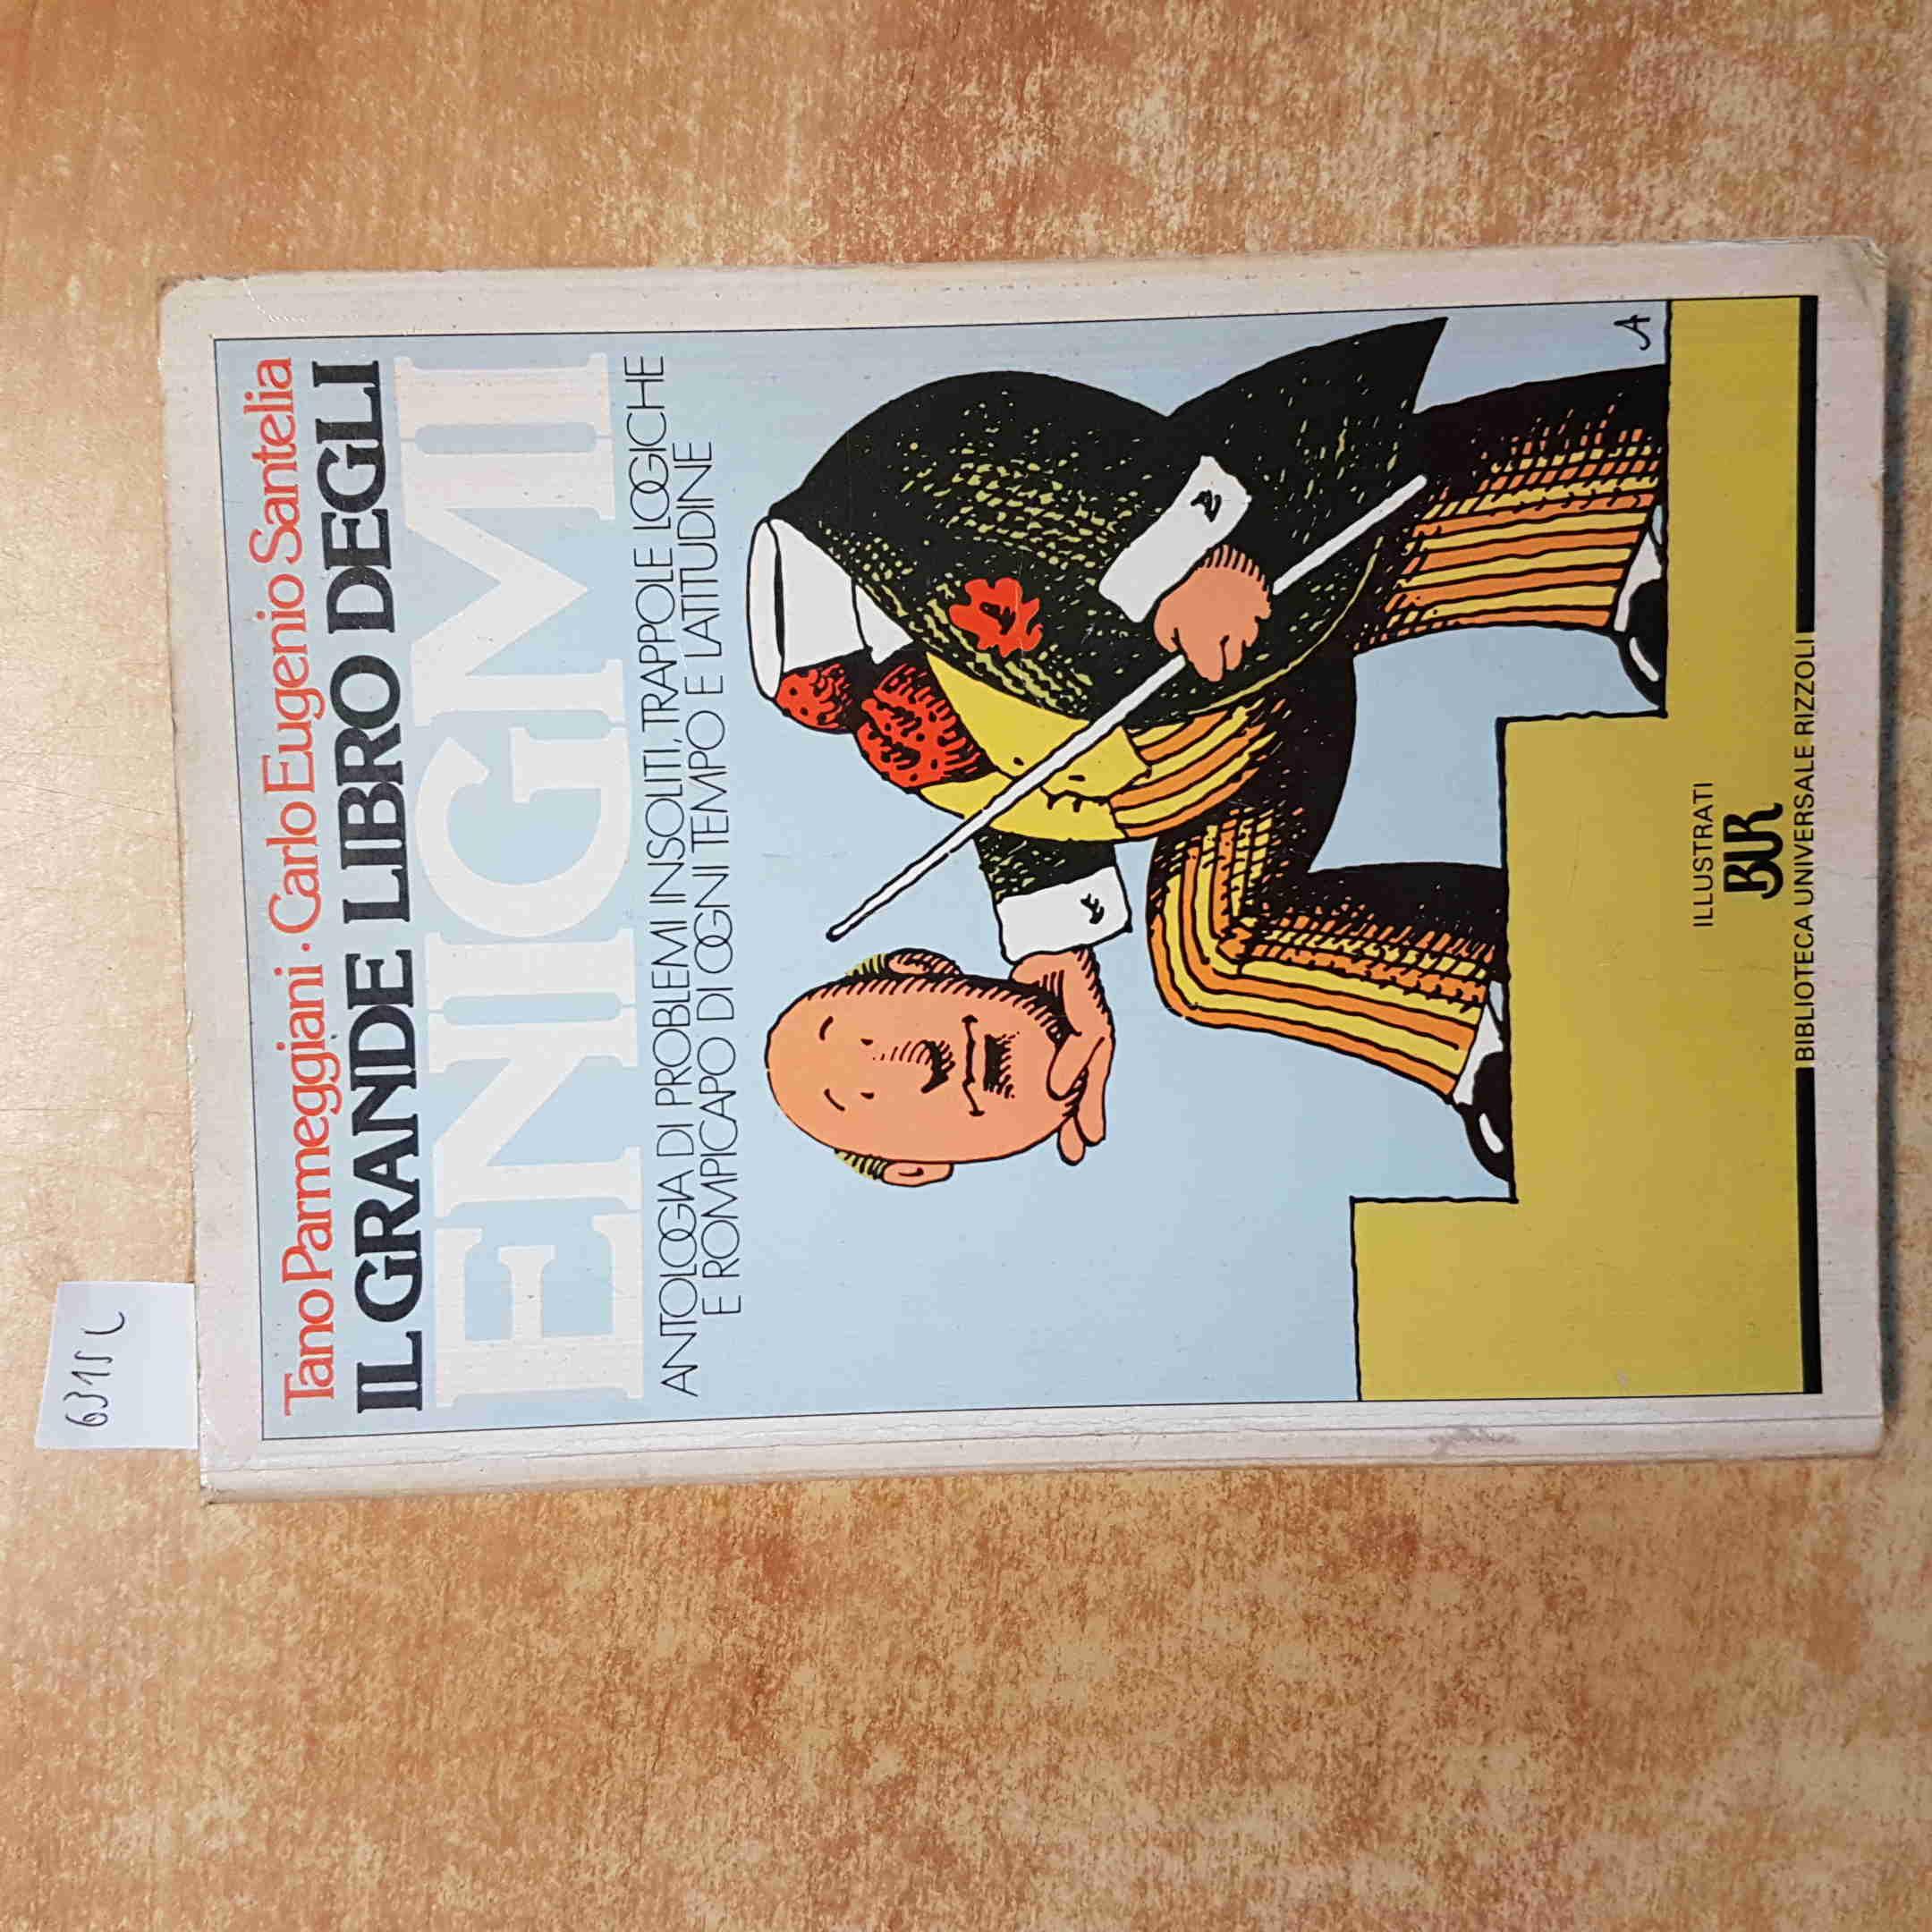 6315 L
Tano Parmeggiani · Carlo Eugenio Santelia
IL GRANDE LIBRO DEGLI
ENIGMI
ANTOLOGIA DI PROBLEMI INSOLITI, TRAPPOLE LOGICHE
E ROMPICAPO DI OGNI TEMPO E LATITUDINE
A
ILLUSTRATI
BUR
BIBLIOTECA UNIVERSALE RIZZOLI